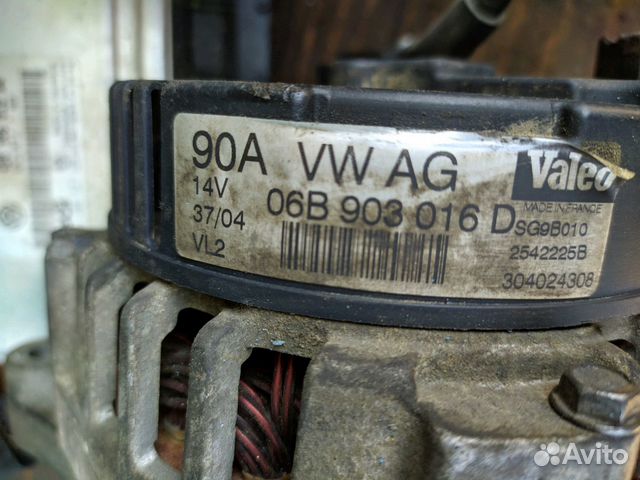 90A VW AG Valeo
14V 06B 903 016 D MADE IN FRANCE
37/04 SG9B010
VL2 2542225B
304024308
Avito